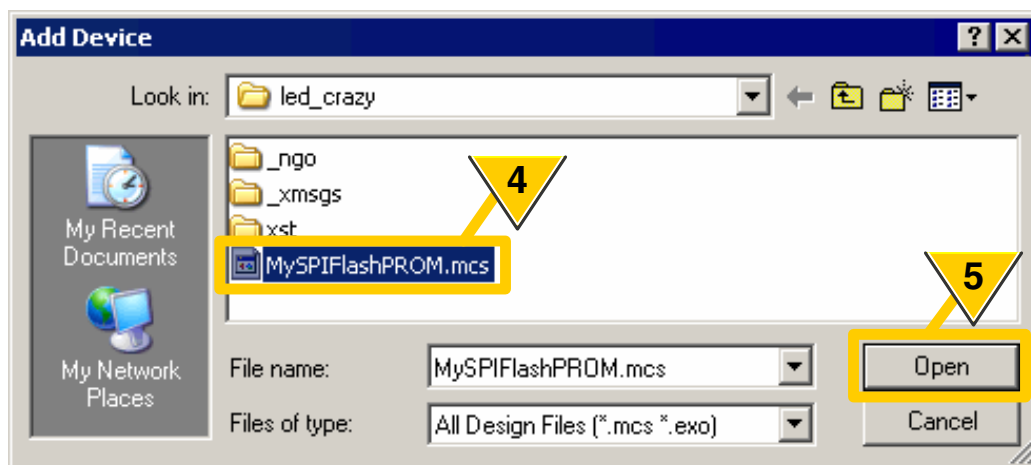 Add Device
Look in: led_crazy
_ngo
_xmsgs
xst
MySPIFlashPROM.mcs
4
My Recent
Documents
My Network
Places
5
File name: MySPIFlashPROM.mcs Open
Files of type: All Design Files (*.mcs *.exo) Cancel